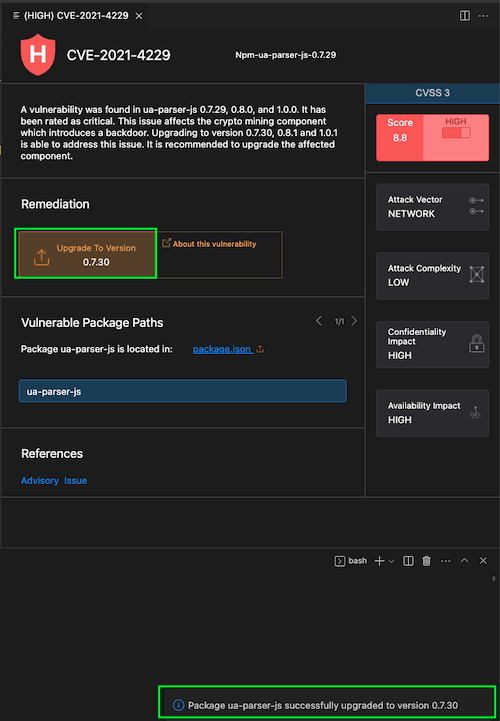 (HIGH) CVE-2021-4229
H
CVE-2021-4229
Npm-ua-parser-js-0.7.29
A vulnerability was found in ua-parser-js 0.7.29, 0.8.0, and 1.0.0. It has
been rated as critical. This issue affects the crypto mining component
which introduces a backdoor. Upgrading to version 0.7.30, 0.8.1 and 1.0.1
is able to address this issue. It is recommended to upgrade the affected
component.
CVSS 3
Score
8.8
HIGH
Attack Vector
NETWORK
Attack Complexity
LOW
Confidentiality
Impact
HIGH
Availability Impact
HIGH
Remediation
Upgrade To Version
0.7.30
About this vulnerability
Vulnerable Package Paths
1/1
Package ua-parser-js is located in: package.json
ua-parser-js
References
Advisory Issue
bash
Package ua-parser-js successfully upgraded to version 0.7.30